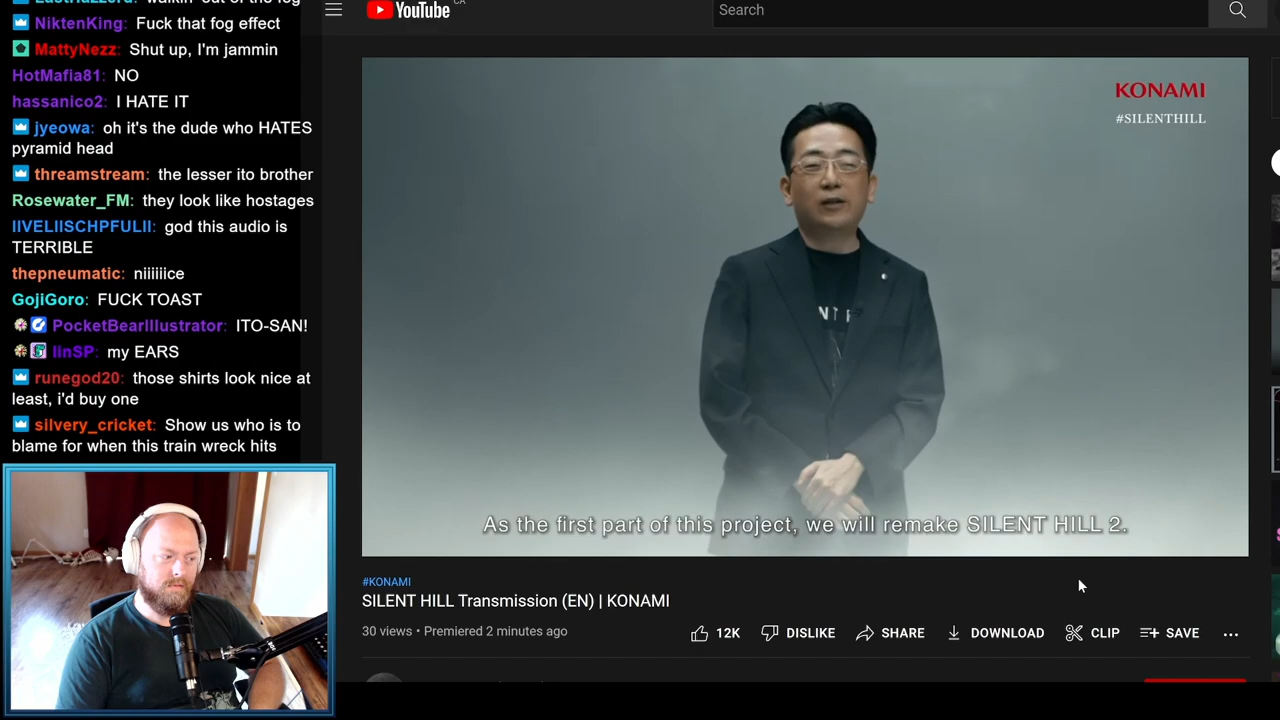 NiktenKing: Fuck that fog effect
MattyNezz: Shut up, I'm jammin
HotMafia81: NO
hassanico2: I HATE IT
jyeowa: oh it's the dude who HATES
pyramid head
threamstream: the lesser ito brother
Rosewater_FM: they look like hostages
IIVELIISCHPFULII: god this audio is
TERRIBLE
thepneumatic: niiiiiice
GojiGoro: FUCK TOAST
PocketBearIllustrator: ITO-SAN!
linSP: my EARS
runegod20: those shirts look nice at
least, i'd buy one
silvery_cricket: Show us who is to
blame for when this train wreck hits
YouTube
Search
KONAMI
#SILENTHILL
As the first part of this project, we will remake SILENT HILL 2.
#KONAMI
SILENT HILL Transmission (EN) | KONAMI
30 views • Premiered 2 minutes ago
12K
DISLIKE
SHARE
DOWNLOAD
CLIP
SAVE